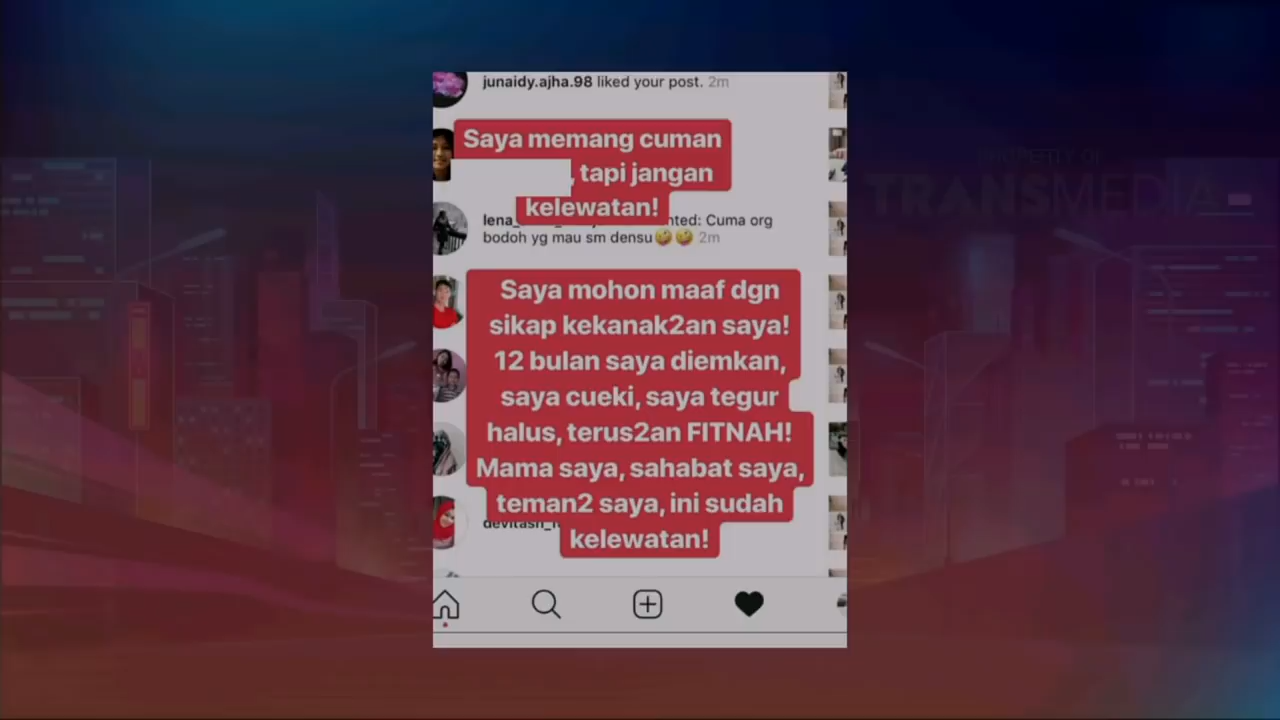 junaidy.ajha.98 liked your post. 2m
Saya memang cuman
, tapi jangan
kelewatan!
lena_ nted: Cuma org
bodoh yg mau sm densu🤪🤪 2m
Saya mohon maaf dgn
sikap kekanak2an saya!
12 bulan saya diemkan,
saya cueki, saya tegur
halus, terus2an FITNAH!
Mama saya, sahabat saya,
teman2 saya, ini sudah
devitash_
kelewatan!
PROPERTY OF
TRANSMEDIA